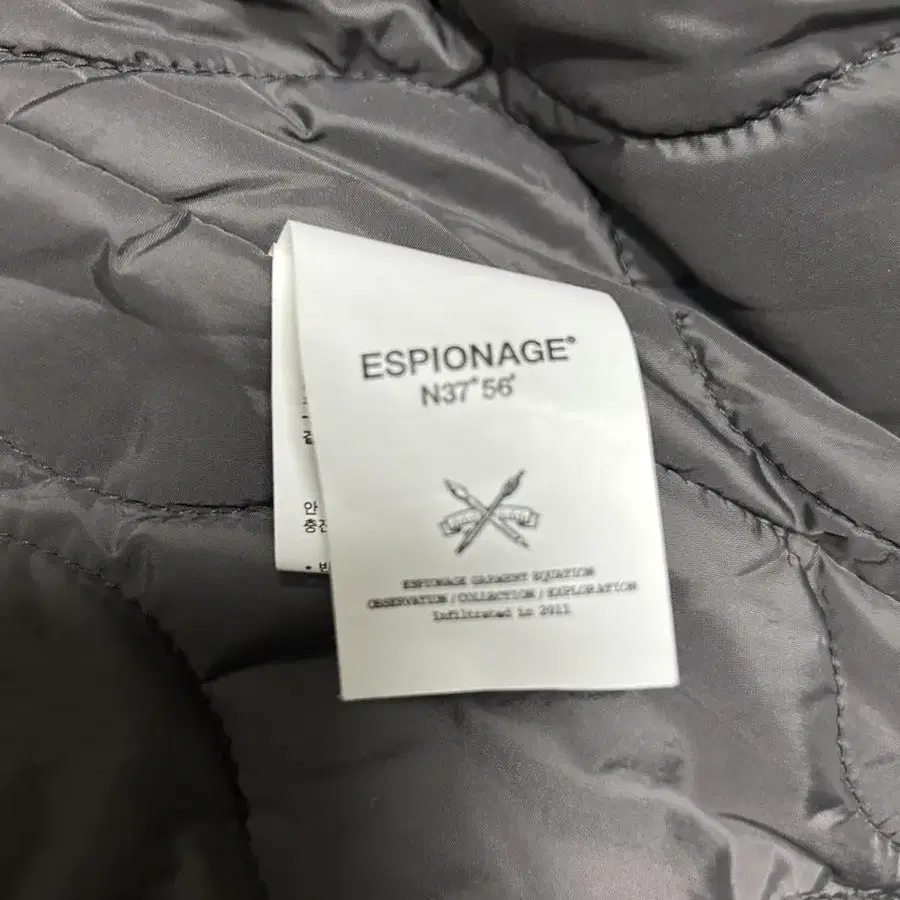 ESPIONAGE°
N37°56'
ESPIONAGE GARMENT EQUATION
OBSERVATION / COLLECTION / EXPLORATION
infiltrated in 2011
안
충전